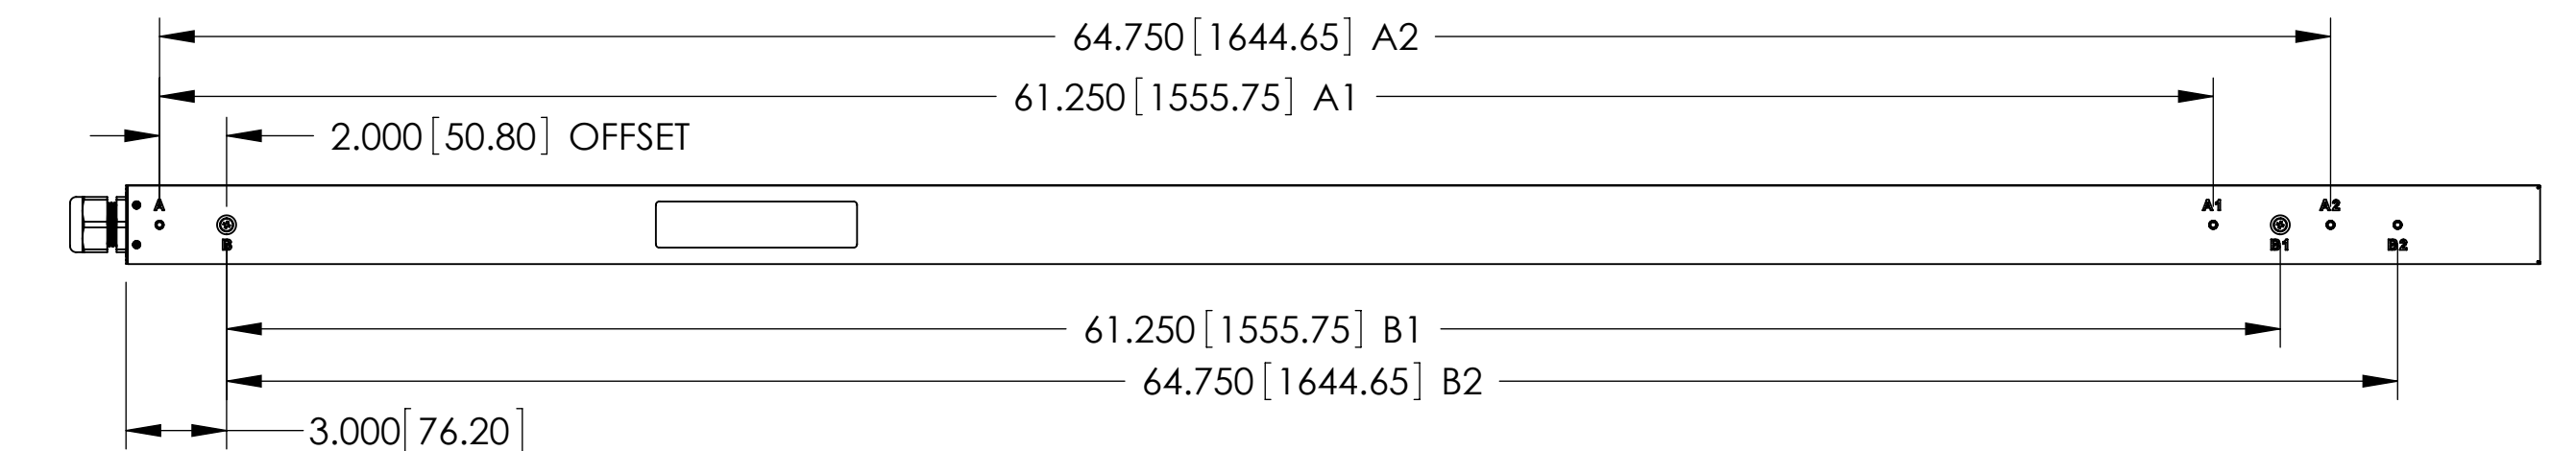 64.750[1644.65] A2
61.250[1555.75] A1
2.000[50.80] OFFSET
A
A1
A2
B
B1
B2
61.250[1555.75] B1
64.750[1644.65] B2
3.000[76.20]